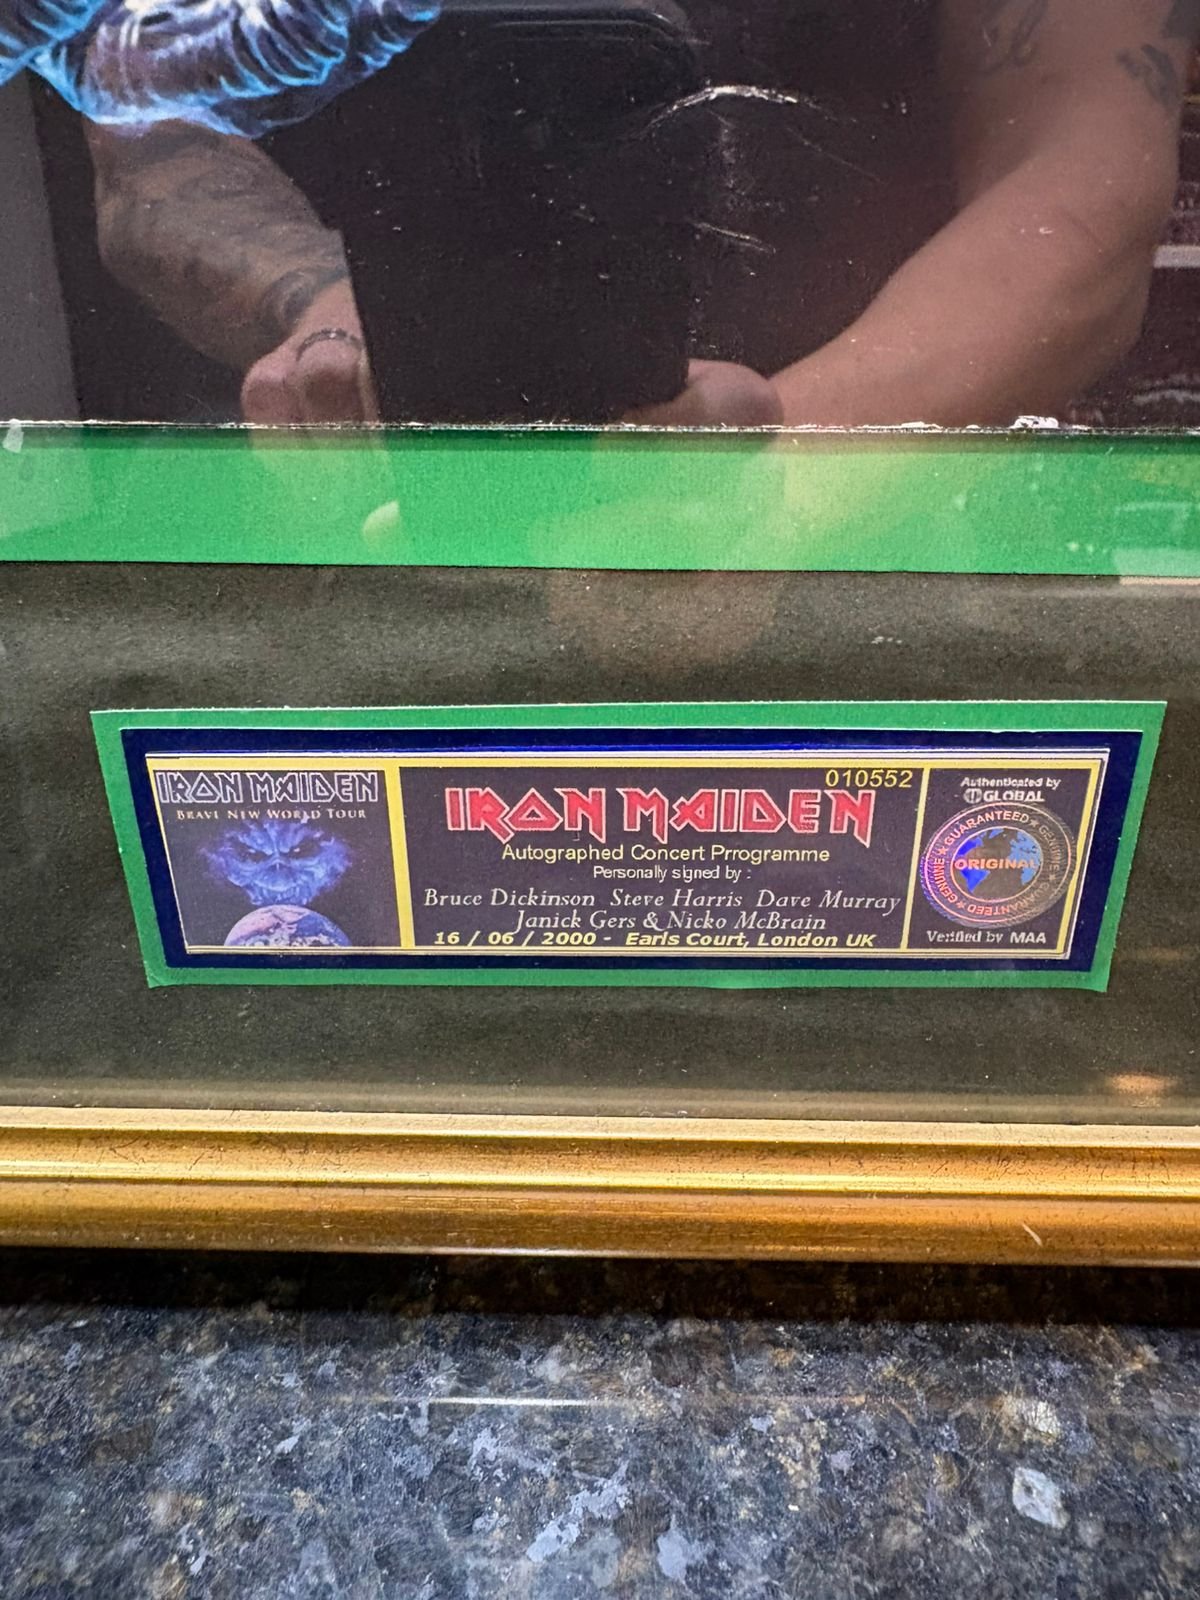 IRON MAIDEN
BRAVE NEW WORLD TOUR
010552
IRON MAIDEN
Autographed Concert Prrogramme
Personally signed by :
Bruce Dickinson Steve Harris Dave Murray
Janick Gers & Nicko McBrain
16 / 06 / 2000 - Earls Court, London UK
Authenticated by
GLOBAL
GUARANTEED ★ GENUINE ★ GUARANTEED ★ GENUINE ★
ORIGINAL
Verified by MAA